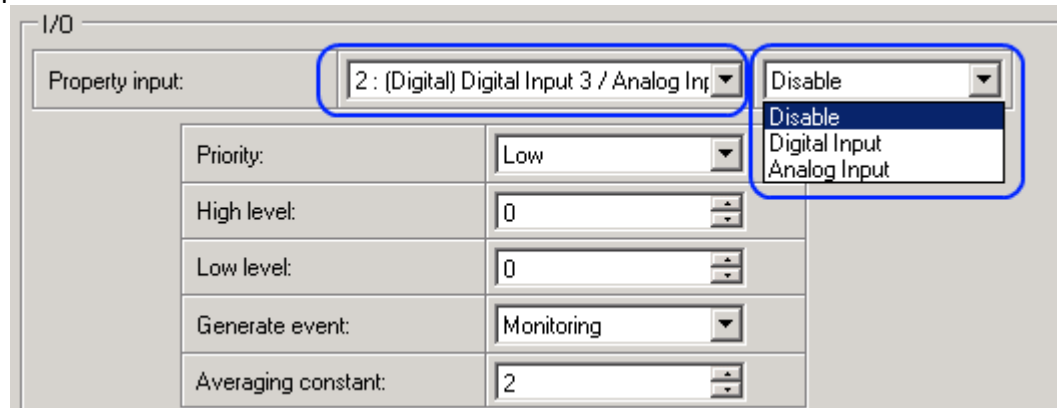 I/O
Property input: 2 : (Digital) Digital Input 3 / Analog Inp Disable
Disable
Digital Input
Analog Input
Priority: Low
High level: 0
Low level: 0
Generate event: Monitoring
Averaging constant: 2